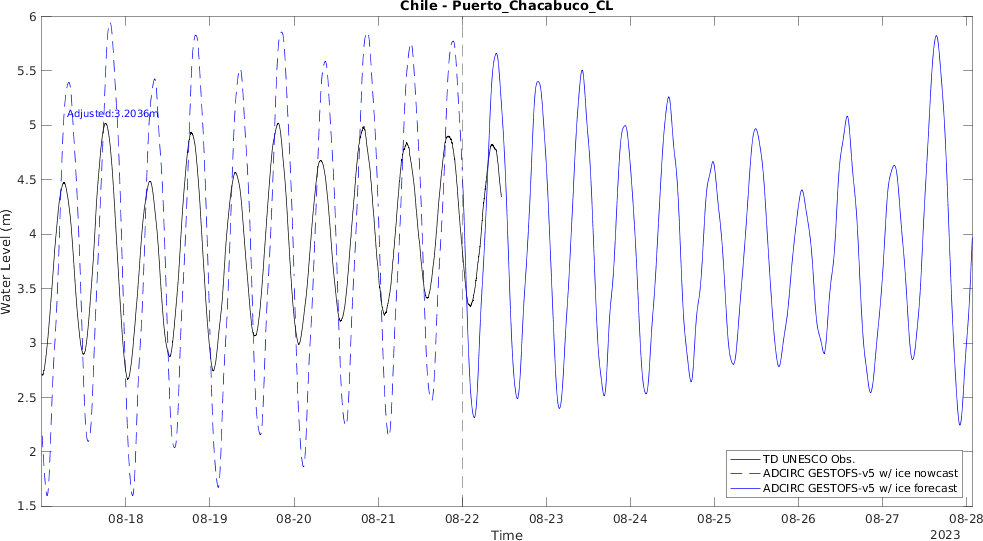 Chile - Puerto_Chacabuco_CL
6
5.5
5
4.5
4
3.5
3
2.5
2
1.5
Water Level (m)
Adjusted:3.2036m
TD UNESCO Obs.
ADCIRC GESTOFS-v5 w/ ice nowcast
ADCIRC GESTOFS-v5 w/ ice forecast
08-18 08-19 08-20 08-21 08-22 08-23 08-24 08-25 08-26 08-27 08-28
Time
2023